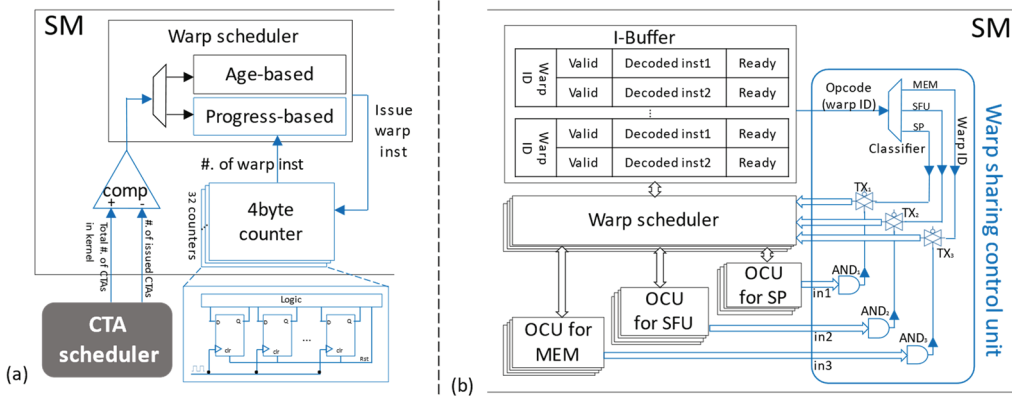 SM
Warp scheduler
Age-based
Progress-based
Issue
warp
inst
#. of warp inst
comp
+
-
32 counters
...
4byte
counter
Total #. of CTAs
in kernel
#. of issued CTAs
CTA
scheduler
Logic
D Q
D Q
D Q
...
clr
clr
clr
Rst
(a)
SM
I-Buffer
Warp
ID
Valid Decoded inst1 Ready
Valid Decoded inst2 Ready
...
Warp
ID
Valid Decoded inst1 Ready
Valid Decoded inst2 Ready
Opcode
(warp ID)
MEM
SFU
SP
Classifier
Warp ID
TX₁
TX₂
TX₃
Warp scheduler
OCU
for SP
OCU
for SFU
OCU for
MEM
in1
in2
in3
AND₁
AND₂
AND₃
Warp sharing control unit
(b)